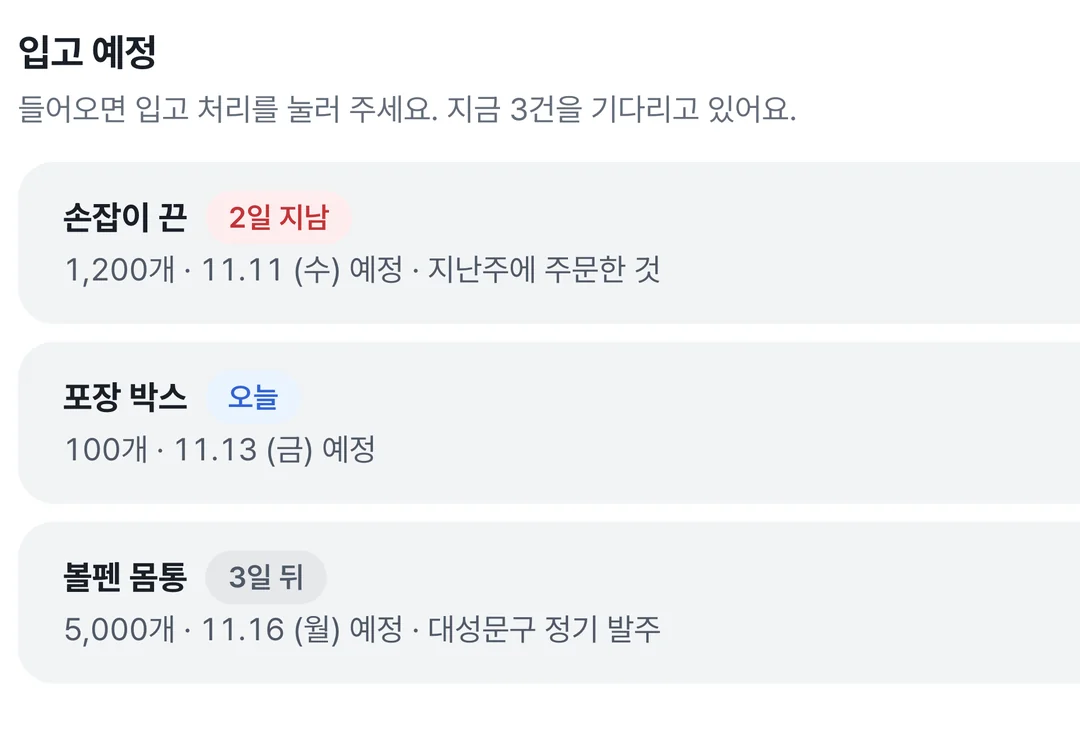 입고 예정
들어오면 입고 처리를 눌러 주세요. 지금 3건을 기다리고 있어요.
손잡이 끈 2일 지남
1,200개 · 11.11 (수) 예정 · 지난주에 주문한 것
포장 박스 오늘
100개 · 11.13 (금) 예정
볼펜 몸통 3일 뒤
5,000개 · 11.16 (월) 예정 · 대성문구 정기 발주